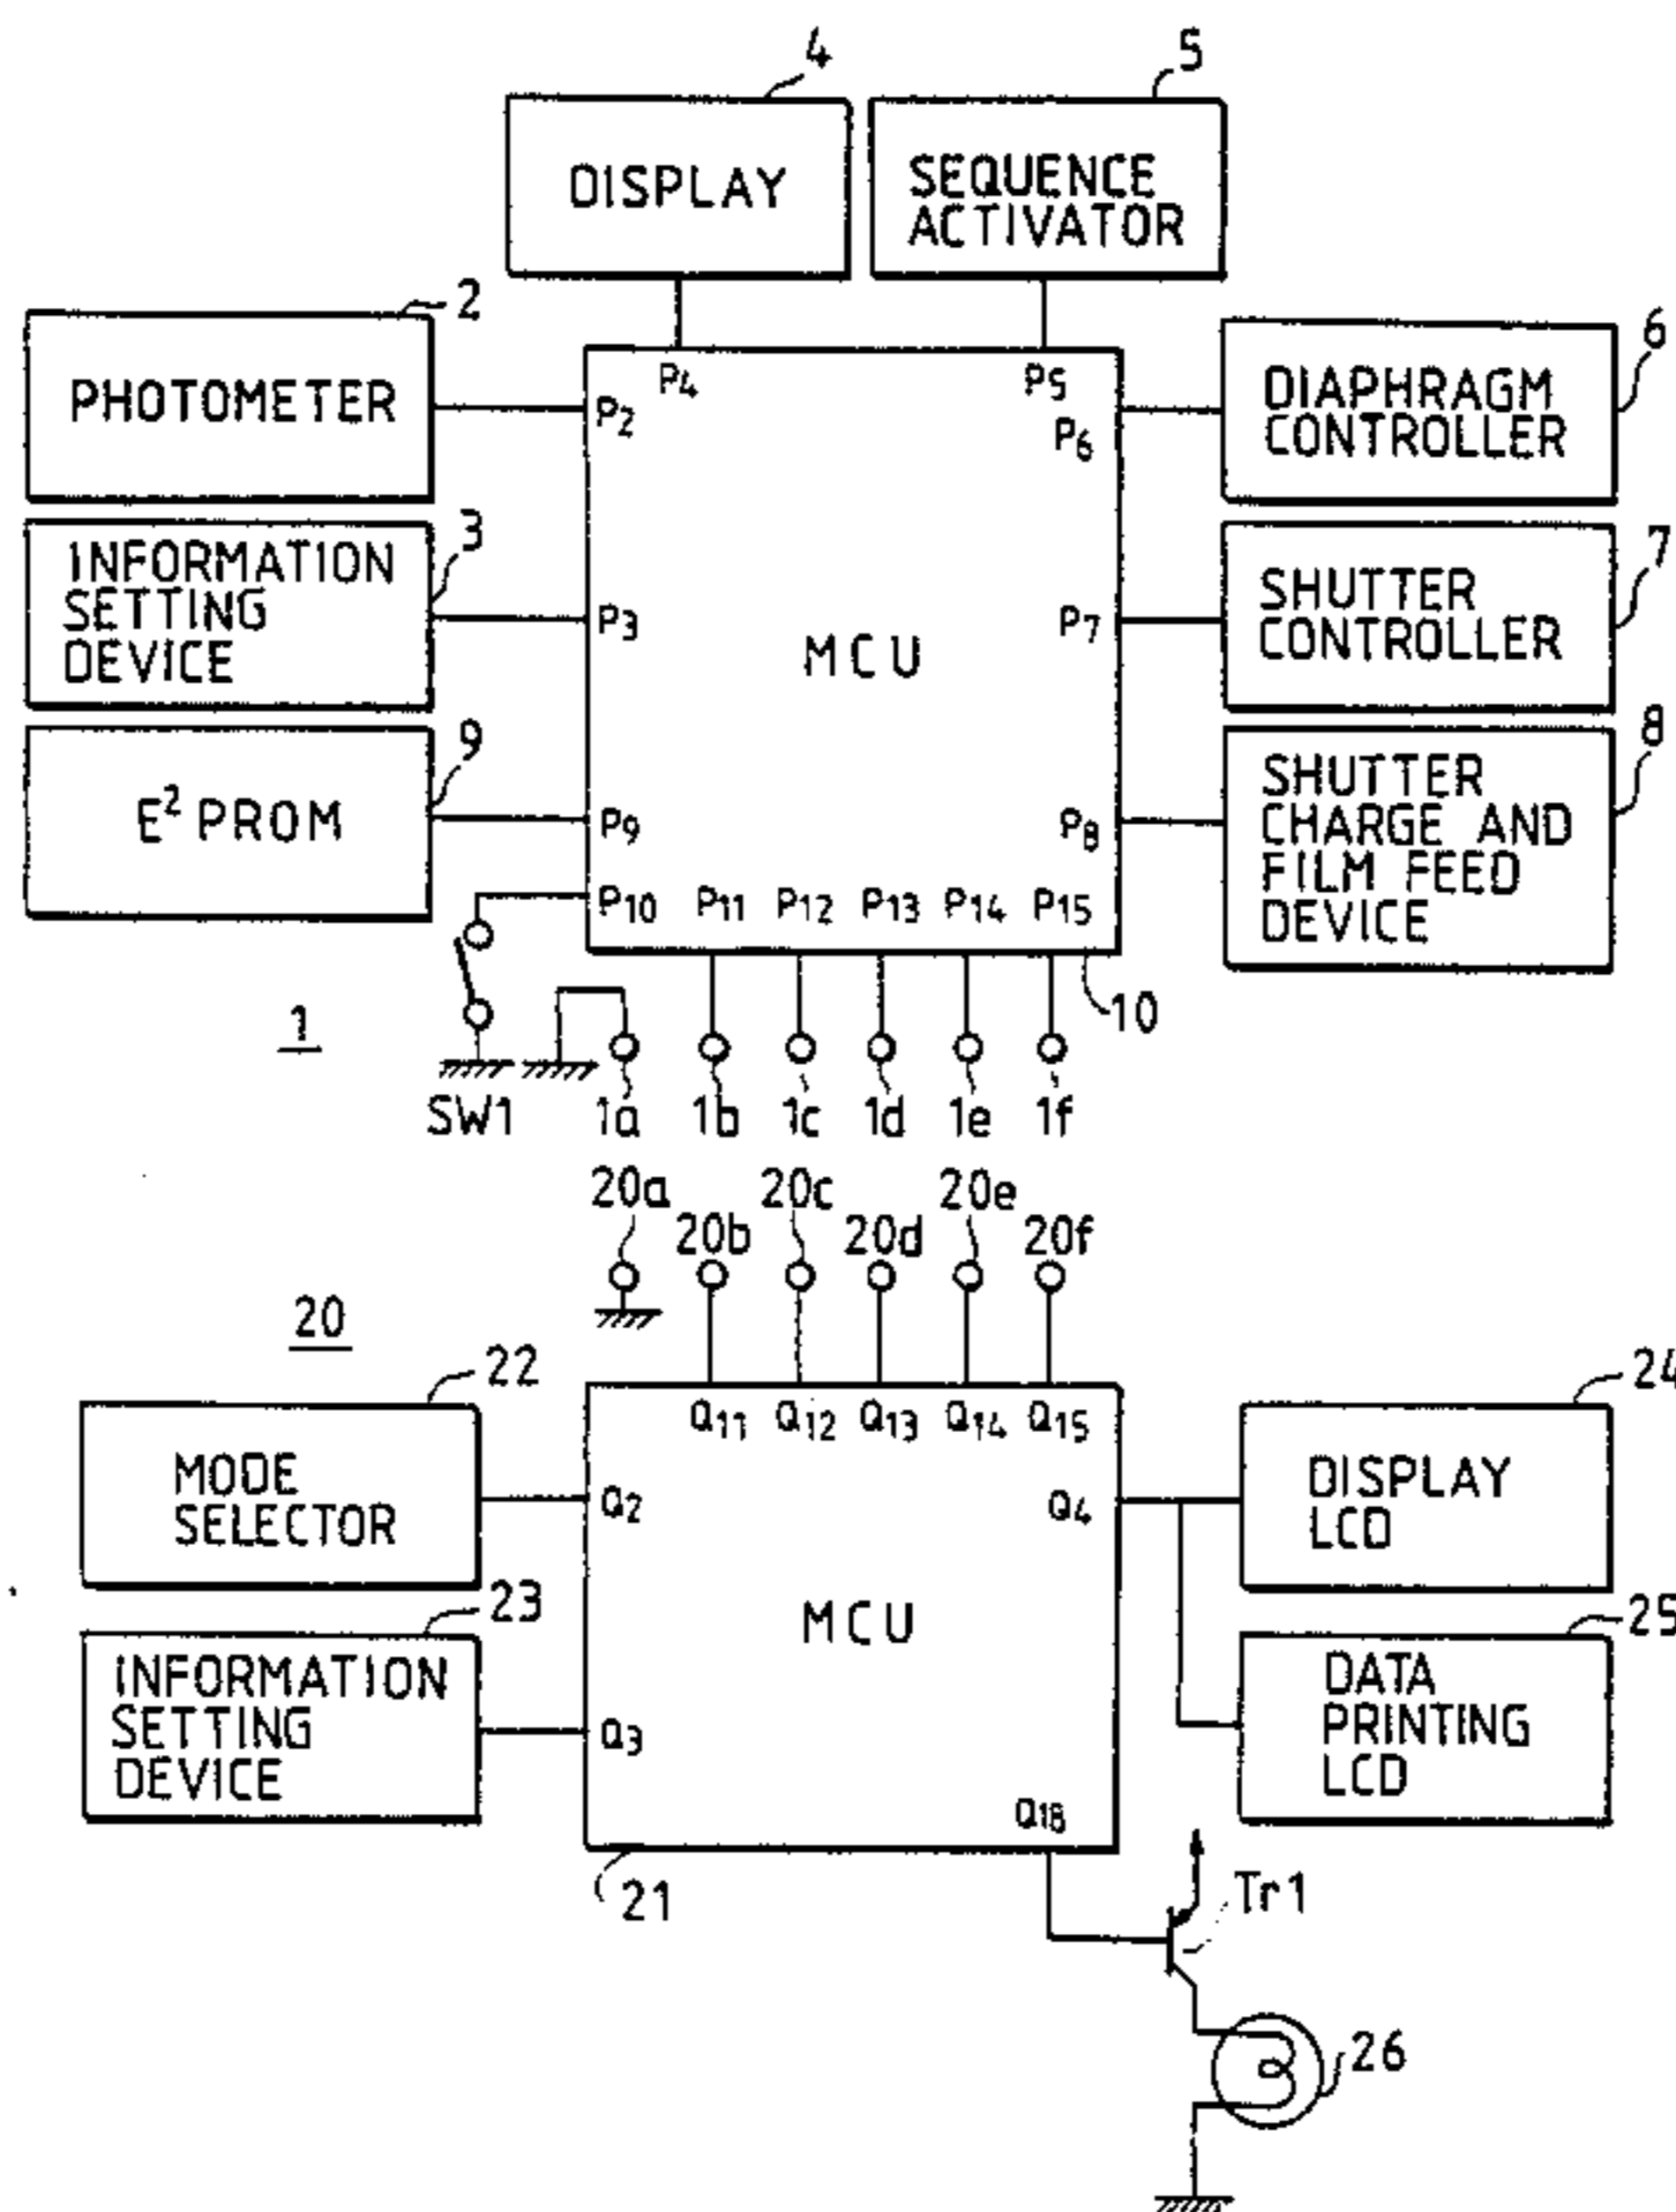 4
5
DISPLAY
SEQUENCE
ACTIVATOR
2
6
PHOTOMETER
P4
P5
P2
P6
DIAPHRAGM
CONTROLLER
3
7
INFORMATION
SETTING
DEVICE
P3
MCU
P7
SHUTTER
CONTROLLER
9
8
E² PROM
P9
P8
SHUTTER
CHARGE AND
FILM FEED
DEVICE
P10 P11 P12 P13 P14 P15
1
10
SW1 1a 1b 1c 1d 1e 1f
20a 20c 20e
20b 20d 20f
20
22
24
Q11 Q12 Q13 Q14 Q15
MODE
SELECTOR
Q2
Q4
DISPLAY
LCD
23
25
MCU
INFORMATION
SETTING
DEVICE
Q3
DATA
PRINTING
LCD
Q18
21
Tr1
26